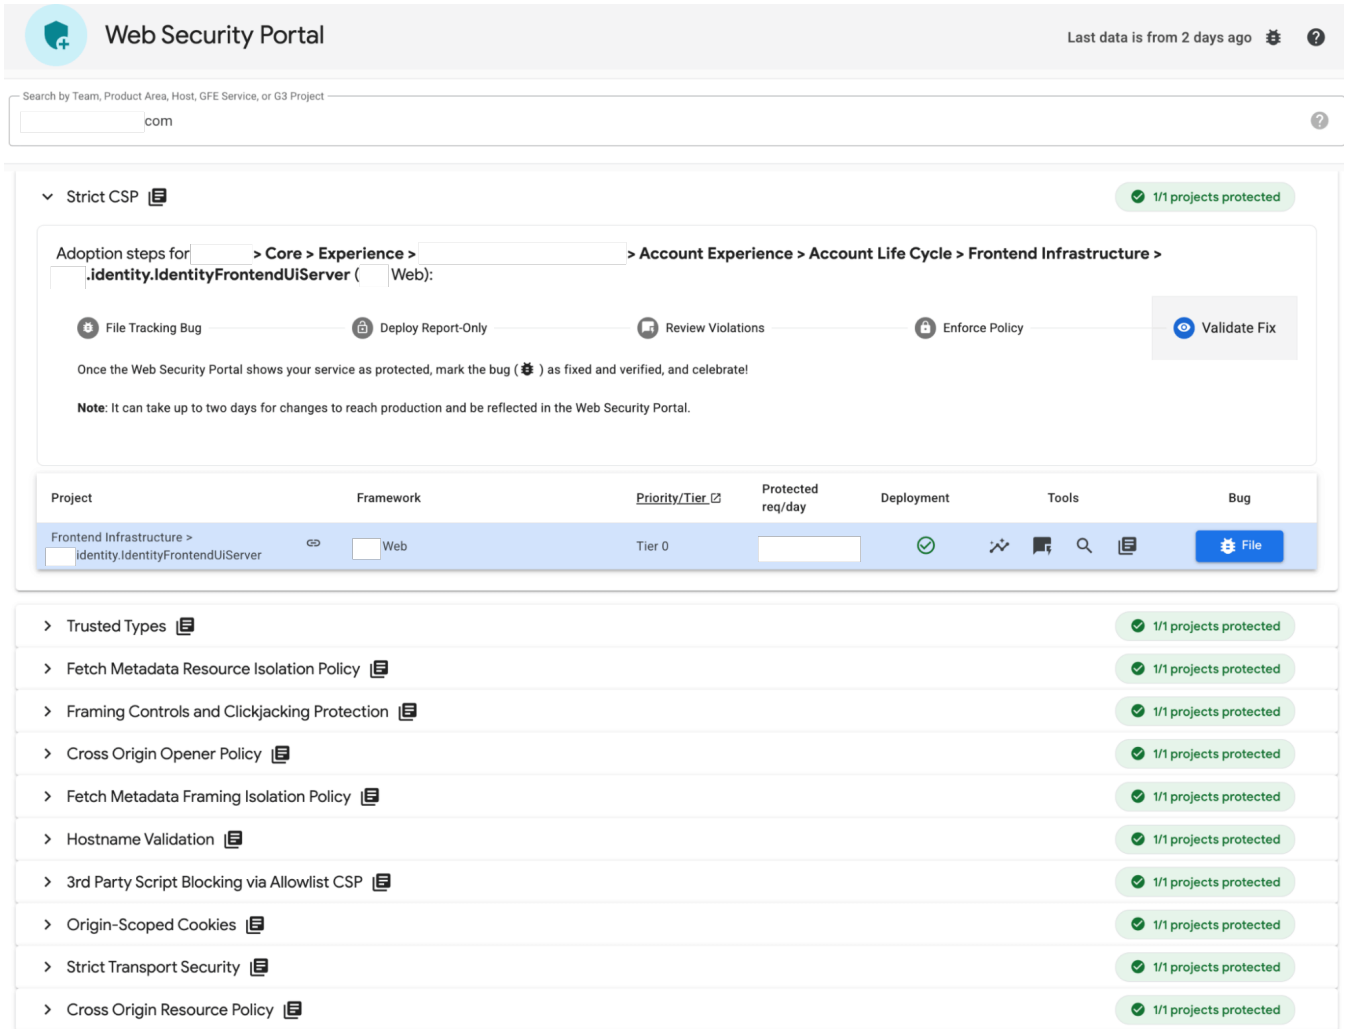 Web Security Portal
Last data is from 2 days ago
Search by Team, Product Area, Host, GFE Service, or G3 Project
com
Strict CSP
1/1 projects protected
Adoption steps for > Core > Experience > > Account Experience > Account Life Cycle > Frontend Infrastructure >
.identity.IdentityFrontendUiServer ( Web):
File Tracking Bug
Deploy Report-Only
Review Violations
Enforce Policy
Validate Fix
Once the Web Security Portal shows your service as protected, mark the bug ( ) as fixed and verified, and celebrate!
Note: It can take up to two days for changes to reach production and be reflected in the Web Security Portal.
Project
Framework
Priority/Tier
Protected
req/day
Deployment
Tools
Bug
Frontend Infrastructure >
identity.IdentityFrontendUiServer
Web
Tier 0
File
Trusted Types
1/1 projects protected
Fetch Metadata Resource Isolation Policy
1/1 projects protected
Framing Controls and Clickjacking Protection
1/1 projects protected
Cross Origin Opener Policy
1/1 projects protected
Fetch Metadata Framing Isolation Policy
1/1 projects protected
Hostname Validation
1/1 projects protected
3rd Party Script Blocking via Allowlist CSP
1/1 projects protected
Origin-Scoped Cookies
1/1 projects protected
Strict Transport Security
1/1 projects protected
Cross Origin Resource Policy
1/1 projects protected